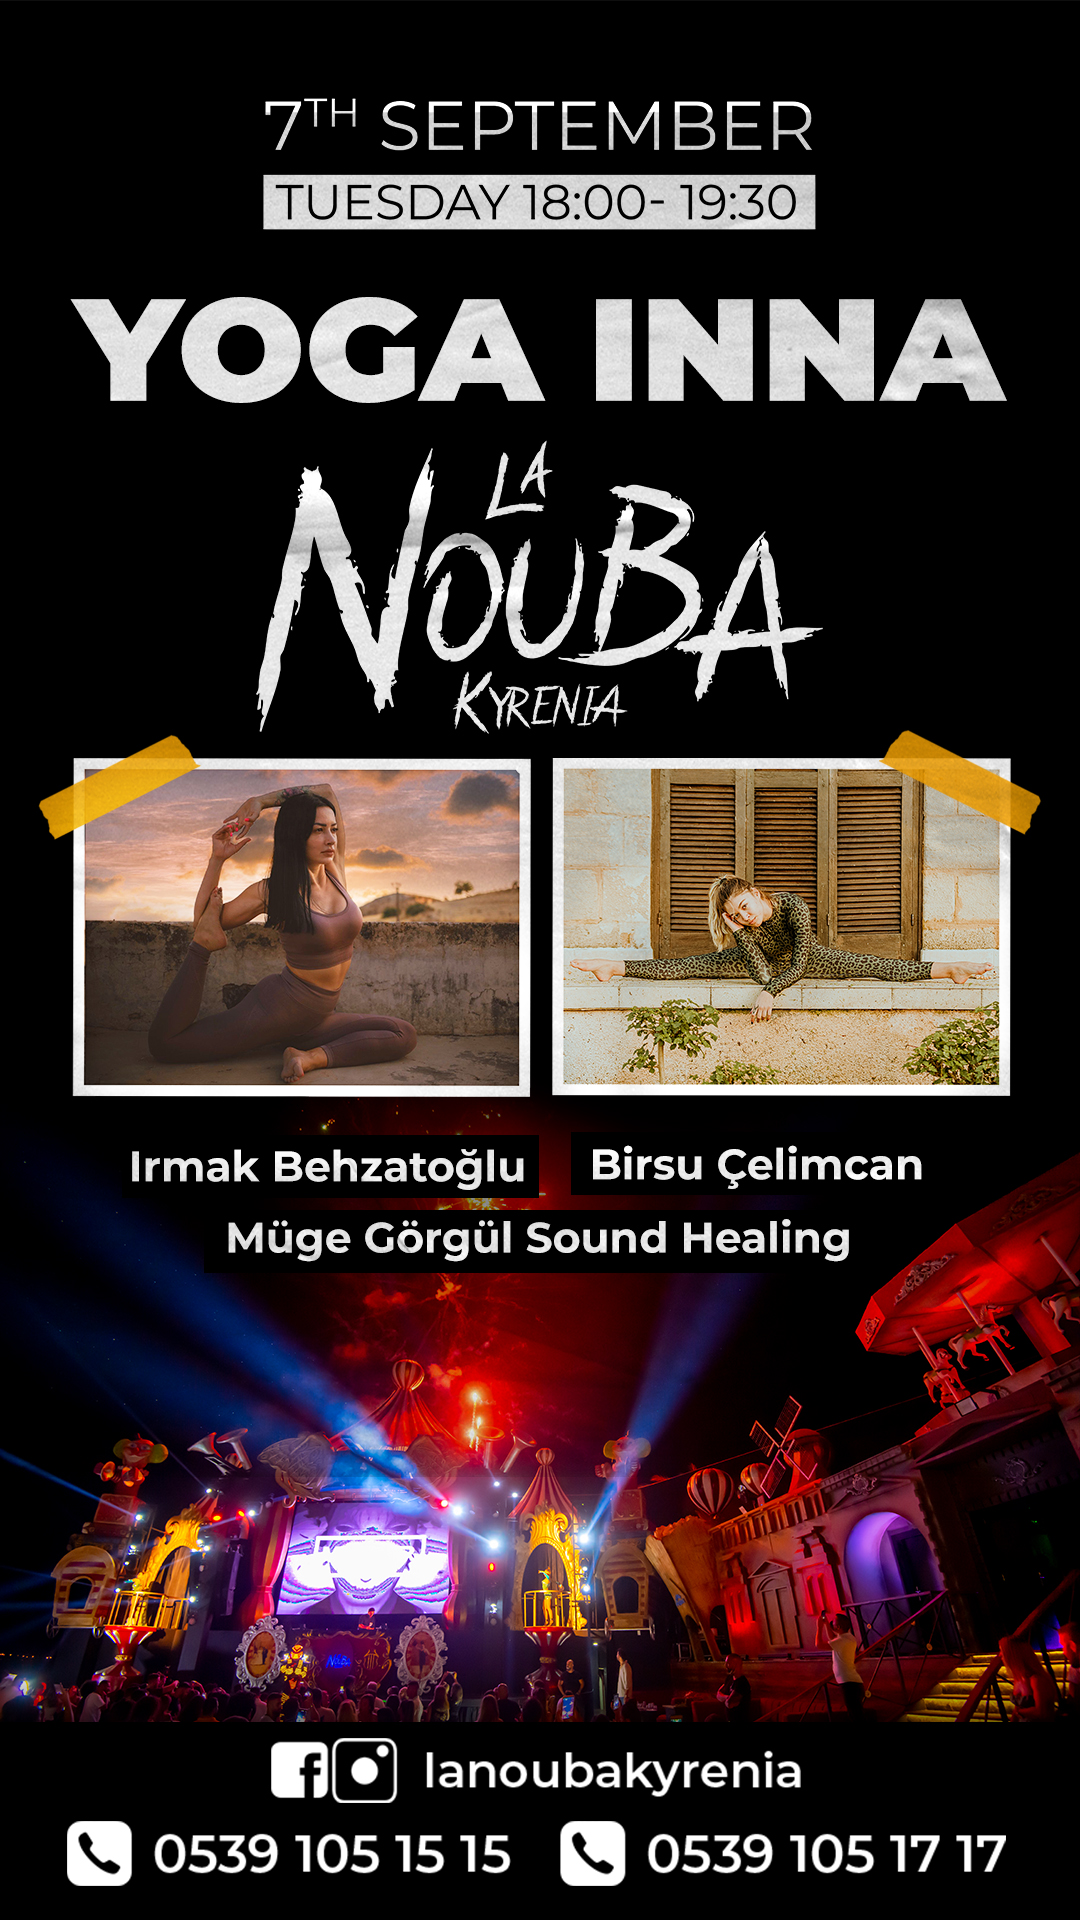 7TH SEPTEMBER
TUESDAY 18:00- 19:30
YOGA INNA
LA
NOUBA
KYRENIA
Irmak Behzatoğlu
Birsu Çelimcan
Müge Görgül Sound Healing
lanoubakyrenia
0539 105 15 15
0539 105 17 17